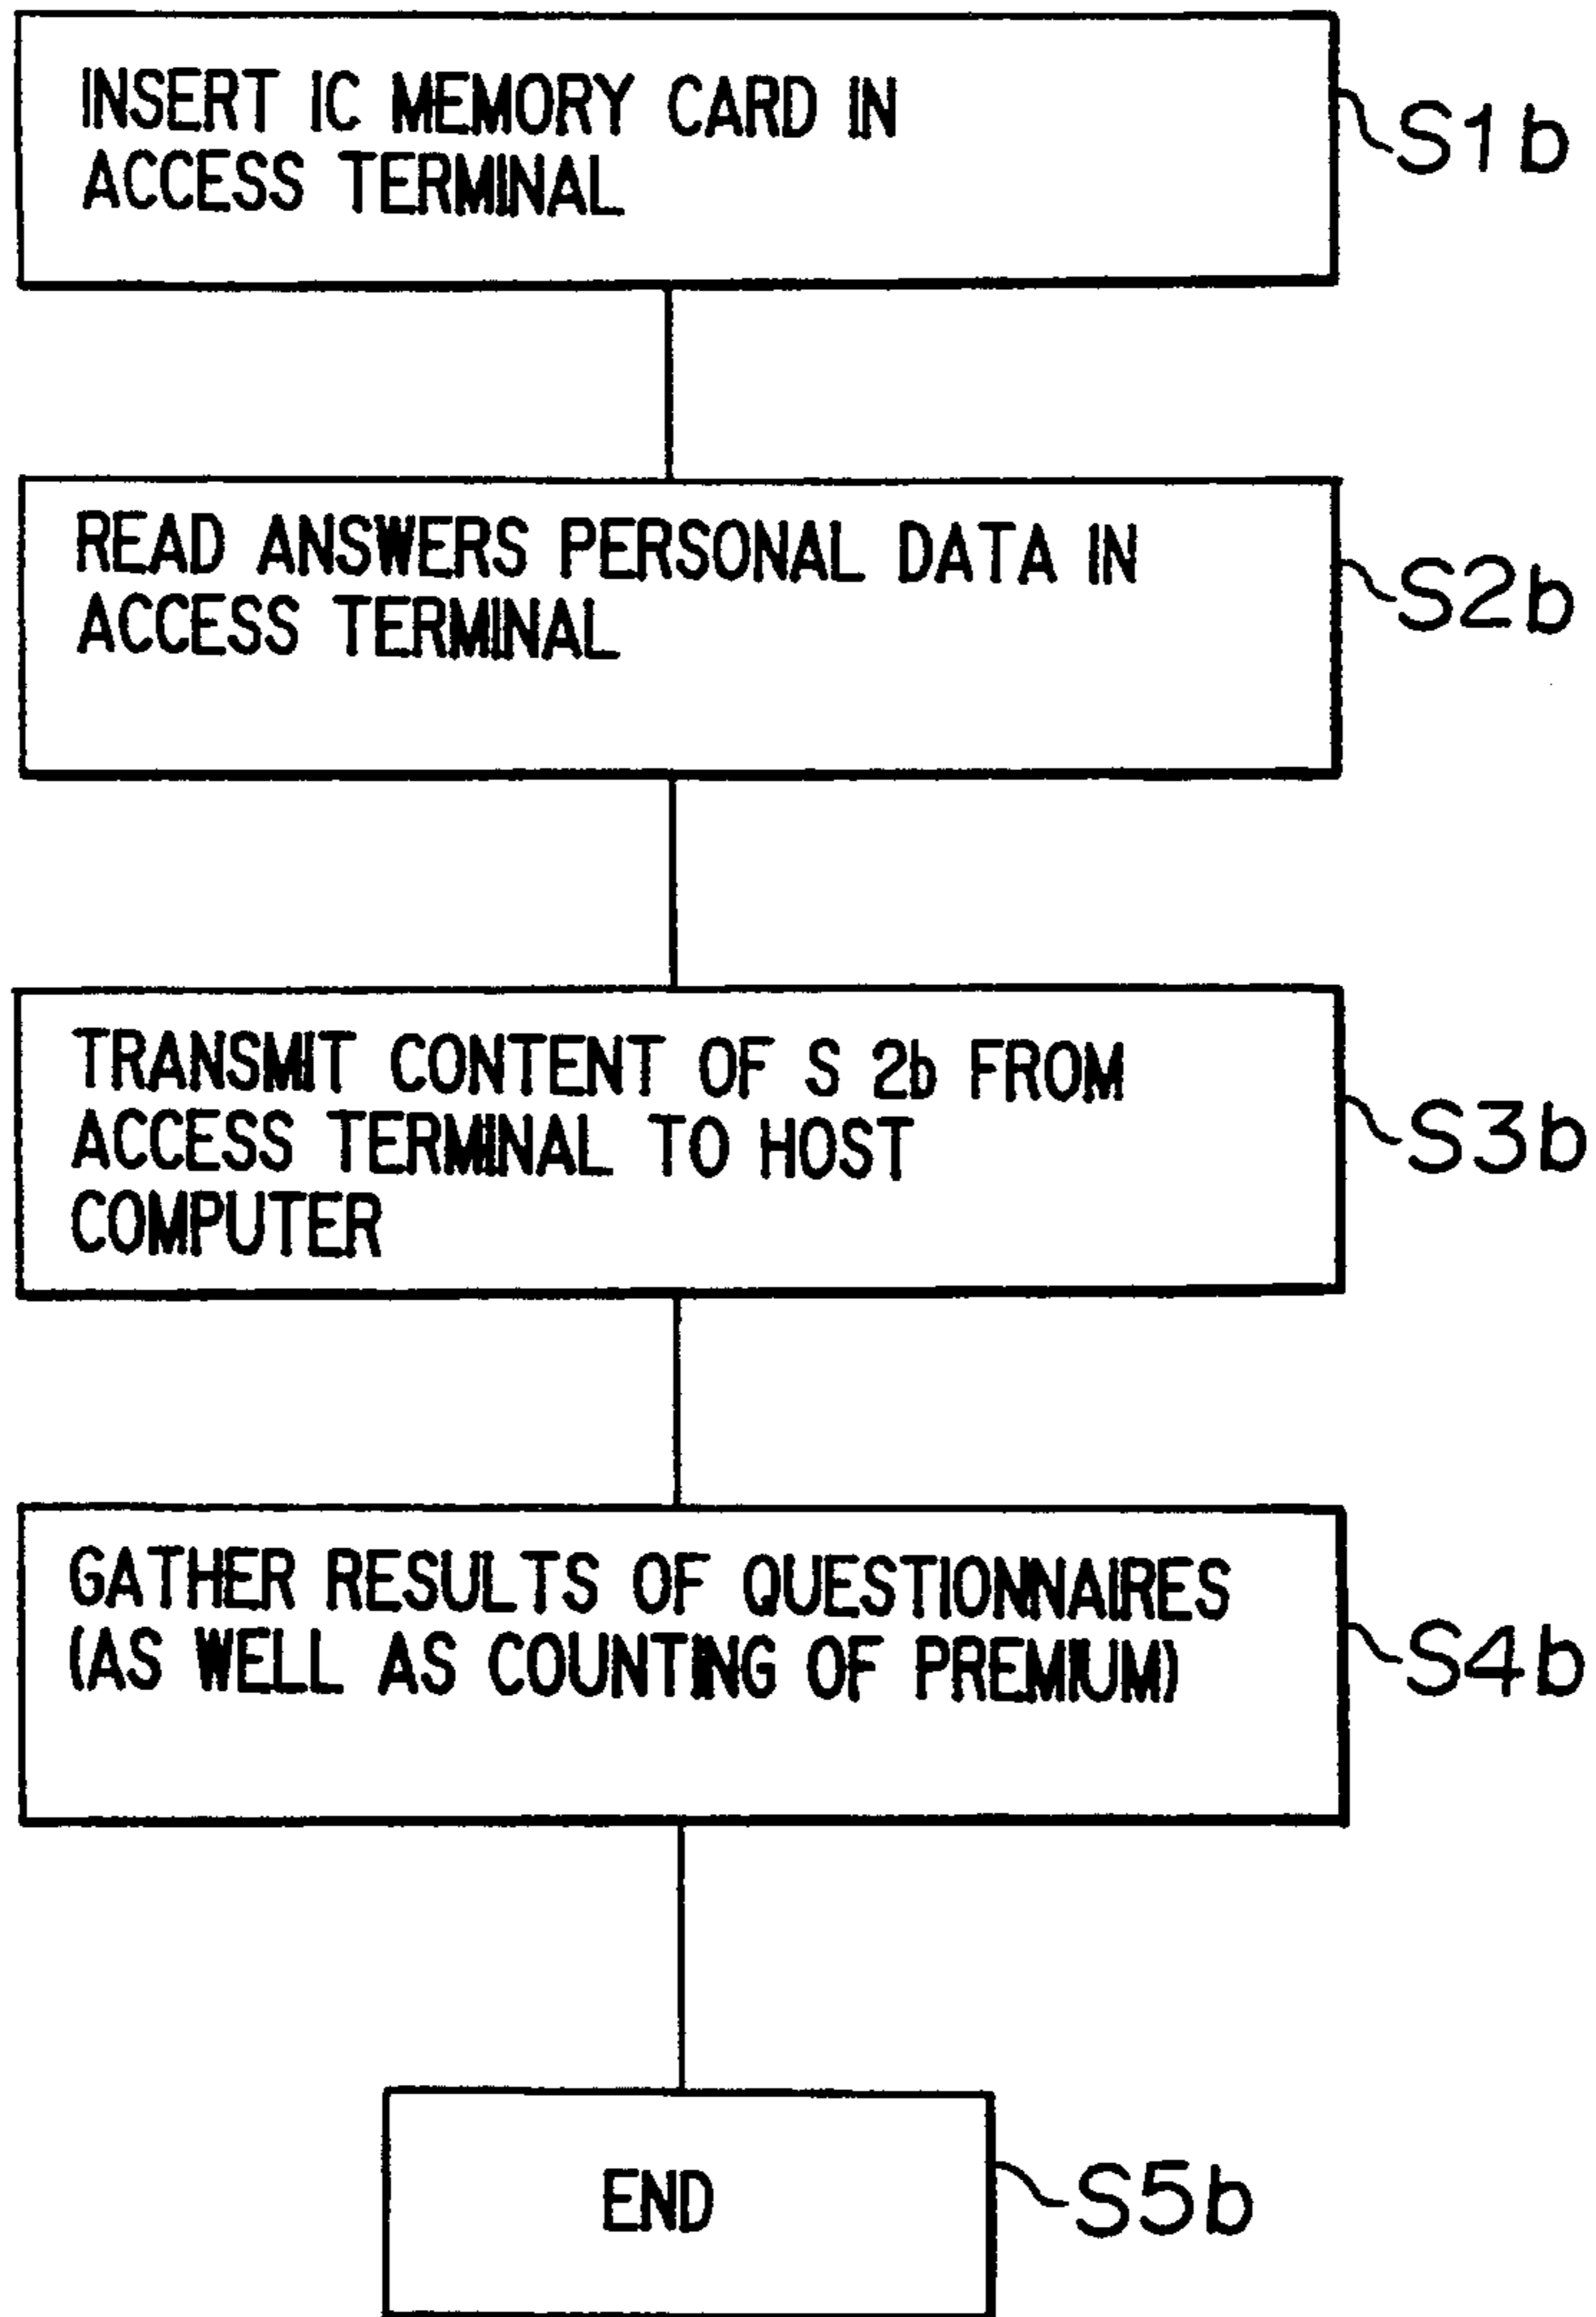 INSERT IC MEMORY CARD IN
ACCESS TERMINAL
S1b
READ ANSWERS PERSONAL DATA IN
ACCESS TERMINAL
S2b
TRANSMIT CONTENT OF S 2b FROM
ACCESS TERMINAL TO HOST
COMPUTER
S3b
GATHER RESULTS OF QUESTIONNAIRES
(AS WELL AS COUNTING OF PREMIUM)
S4b
END
S5b